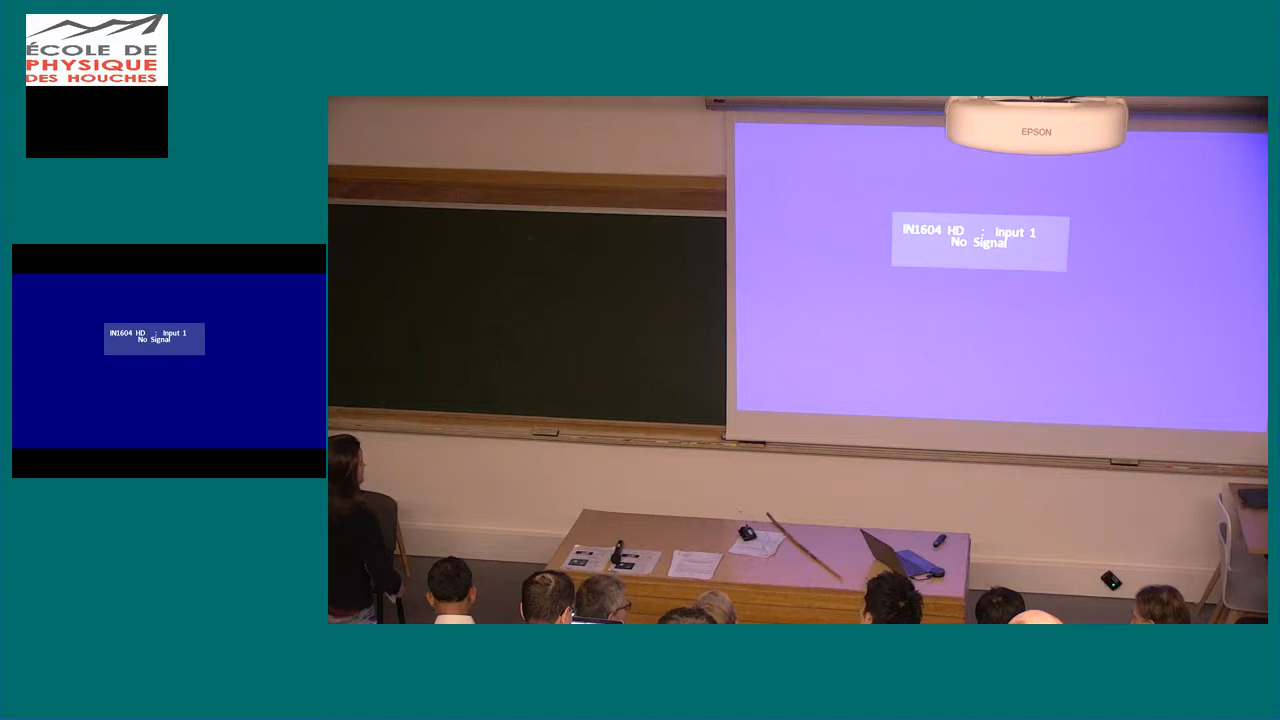 ÉCOLE DE
PHYSIQUE
DES HOUCHES
EPSON
IN1604 HD : Input 1
No Signal
IN1604 HD : Input 1
No Signal